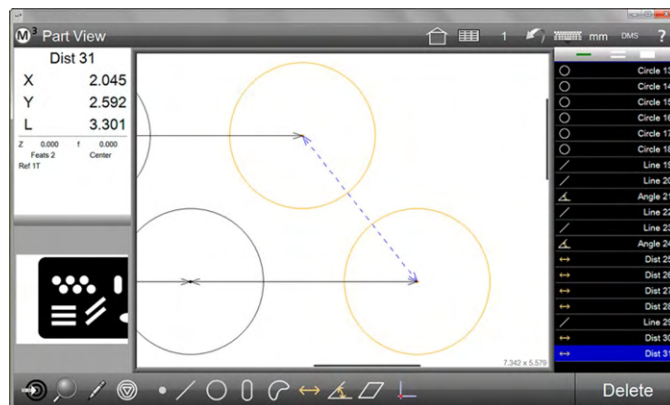 M³ Part View
1
mm
DMS
?
Dist 31
X 2.045
Y 2.592
L 3.301
Z 0.000 f 0.000
Feats 2 Center
Ref 1T
7.342 x 5.579
Circle 13
Circle 14
Circle 15
Circle 16
Circle 17
Circle 18
Line 19
Line 20
Angle 21
Line 22
Line 23
Angle 24
Dist 25
Dist 26
Dist 27
Dist 28
Line 29
Dist 30
Dist 31
Delete